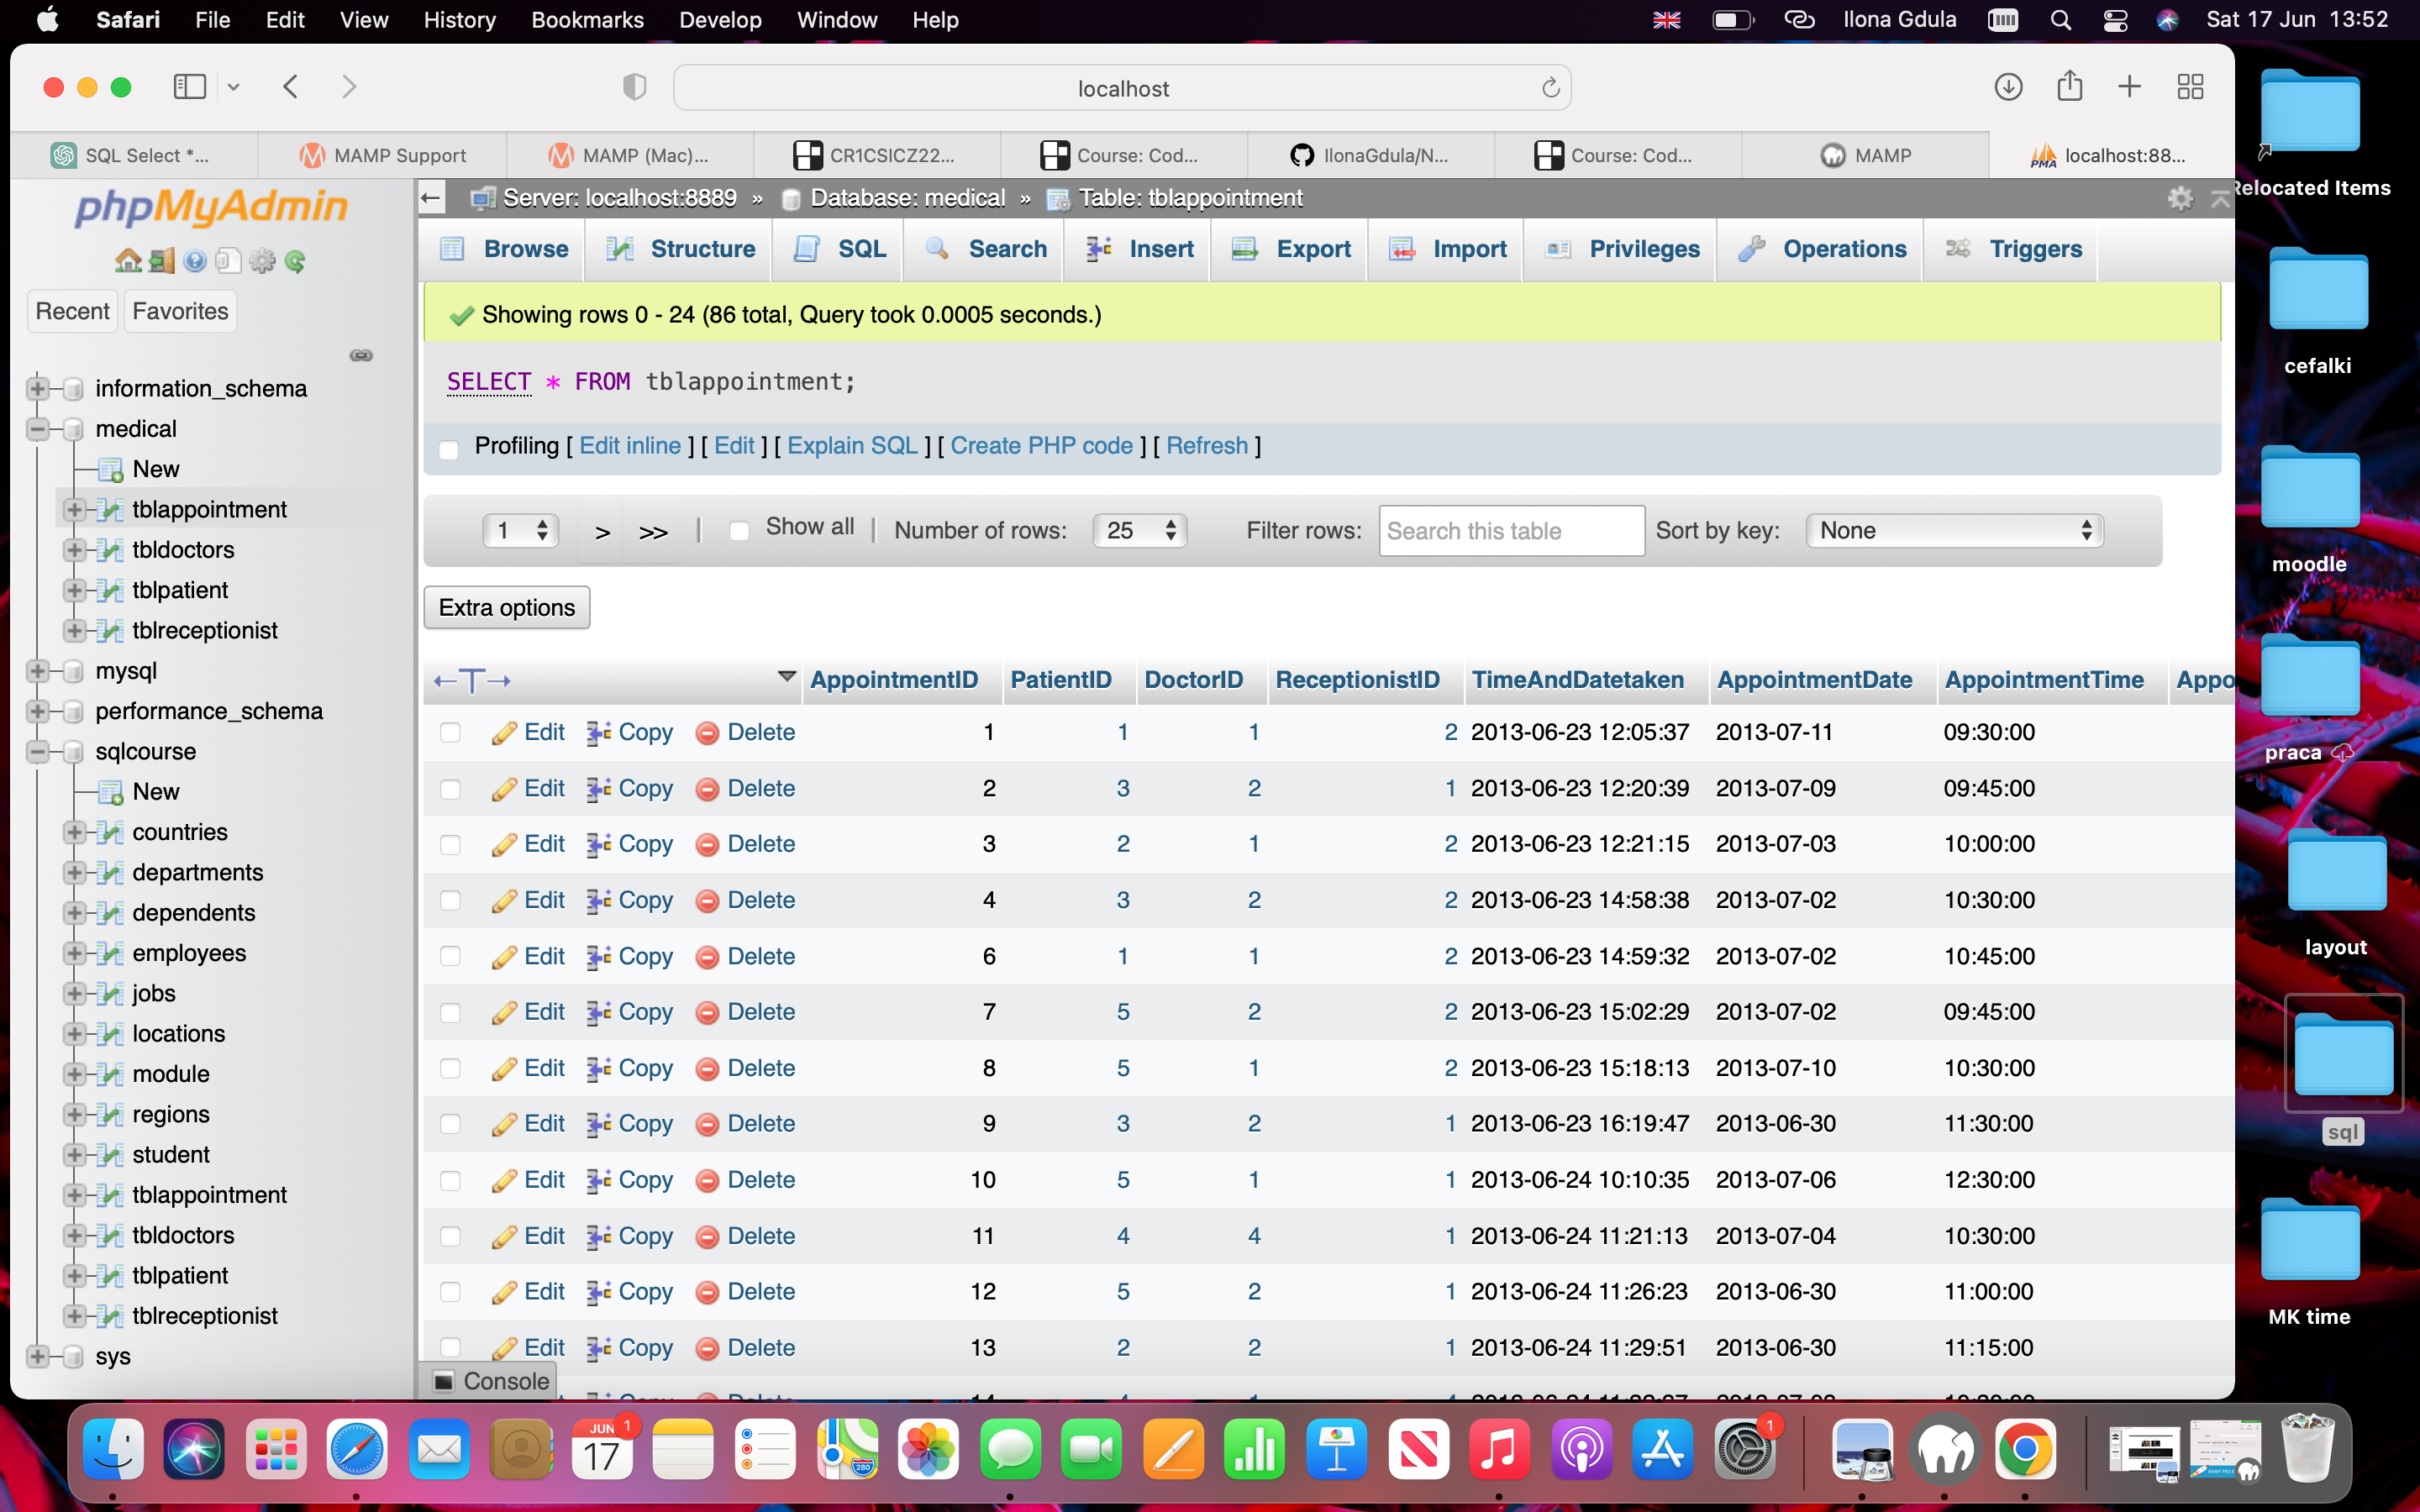 Safari File Edit View History Bookmarks Develop Window Help Ilona Gdula Sat 17 Jun 13:52
localhost
SQL Select *... MAMP Support MAMP (Mac)... CR1CSICZ22... Course: Cod... IlonaGdula/N... Course: Cod... MAMP PMA localhost:88...
phpMyAdmin
Recent Favorites
information_schema
medical
New
tblappointment
tbldoctors
tblpatient
tblreceptionist
mysql
performance_schema
sqlcourse
New
countries
departments
dependents
employees
jobs
locations
module
regions
student
tblappointment
tbldoctors
tblpatient
tblreceptionist
sys
Server: localhost:8889 » Database: medical » Table: tblappointment
Browse Structure SQL Search Insert Export Import Privileges Operations Triggers
Showing rows 0 - 24 (86 total, Query took 0.0005 seconds.)
SELECT * FROM tblappointment;
Profiling [ Edit inline ] [ Edit ] [ Explain SQL ] [ Create PHP code ] [ Refresh ]
1 > >> | Show all | Number of rows: 25 Filter rows: Search this table Sort by key: None
Extra options
←T→ AppointmentID PatientID DoctorID ReceptionistID TimeAndDatetaken AppointmentDate AppointmentTime Appo
Edit Copy Delete 1 1 1 2 2013-06-23 12:05:37 2013-07-11 09:30:00
Edit Copy Delete 2 3 2 1 2013-06-23 12:20:39 2013-07-09 09:45:00
Edit Copy Delete 3 2 1 2 2013-06-23 12:21:15 2013-07-03 10:00:00
Edit Copy Delete 4 3 2 2 2013-06-23 14:58:38 2013-07-02 10:30:00
Edit Copy Delete 6 1 1 2 2013-06-23 14:59:32 2013-07-02 10:45:00
Edit Copy Delete 7 5 2 2 2013-06-23 15:02:29 2013-07-02 09:45:00
Edit Copy Delete 8 5 1 2 2013-06-23 15:18:13 2013-07-10 10:30:00
Edit Copy Delete 9 3 2 1 2013-06-23 16:19:47 2013-06-30 11:30:00
Edit Copy Delete 10 5 1 1 2013-06-24 10:10:35 2013-07-06 12:30:00
Edit Copy Delete 11 4 4 1 2013-06-24 11:21:13 2013-07-04 10:30:00
Edit Copy Delete 12 5 2 1 2013-06-24 11:26:23 2013-06-30 11:00:00
Edit Copy Delete 13 2 2 1 2013-06-24 11:29:51 2013-06-30 11:15:00
Console
Relocated Items
cefalki
moodle
praca
layout
sql
MK time
JUN 1
17
280
1